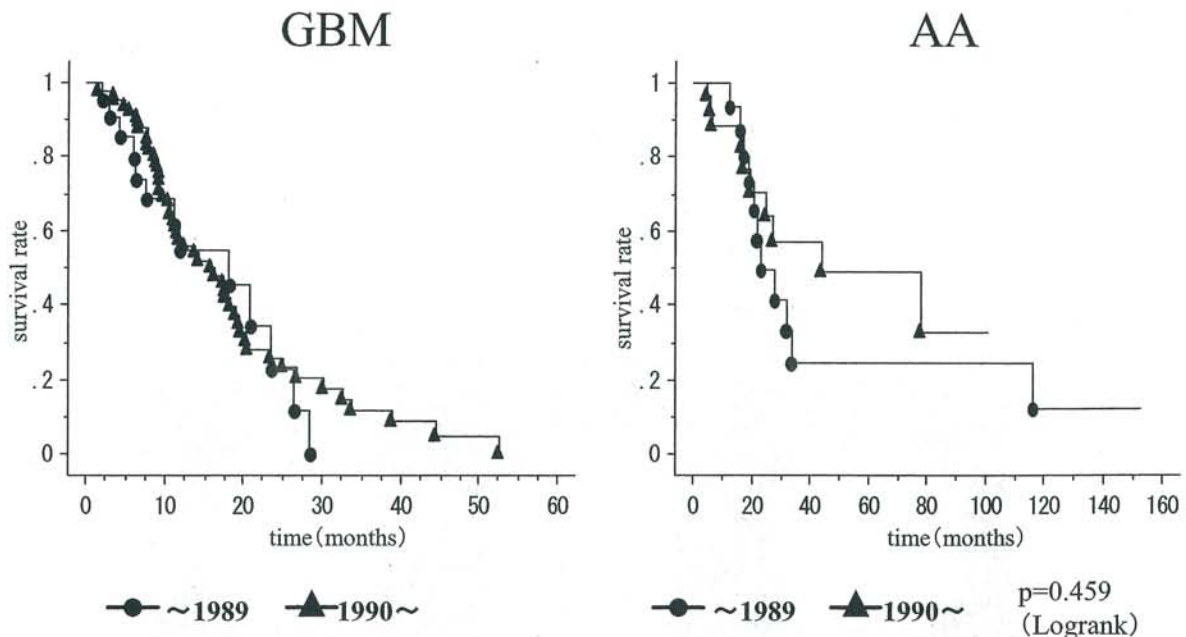 GBM
1
.8
.6
.4
.2
0
survival rate
0 10 20 30 40 50 60
time(months)
～1989 1990～
AA
1
.8
.6
.4
.2
0
survival rate
0 20 40 60 80 100 120 140 160
time(months)
～1989 1990～
p=0.459
(Logrank)